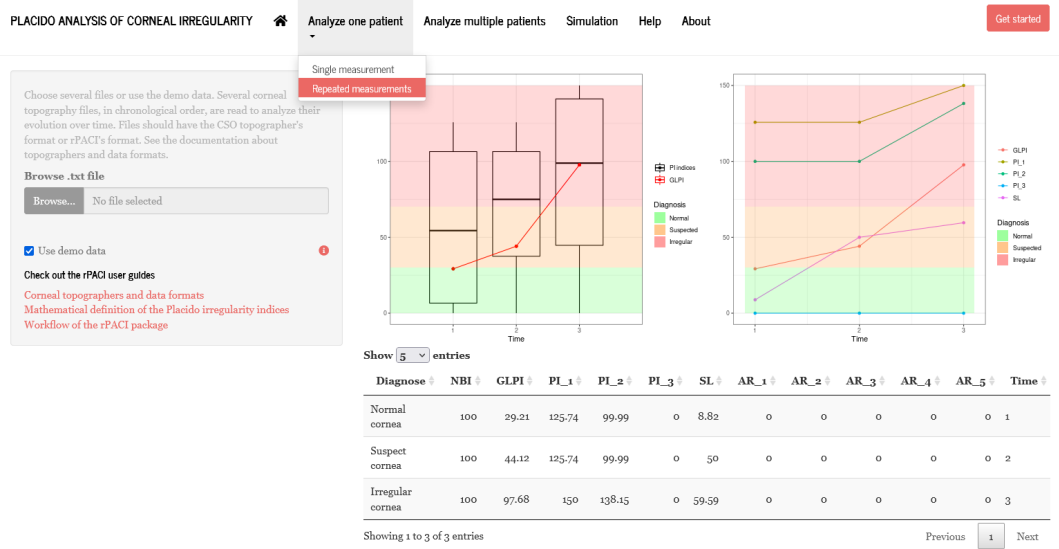 PLACIDO ANALYSIS OF CORNEAL IRREGULARITY
Analyze one patient
Analyze multiple patients
Simulation
Help
About
Get started
Single measurement
Repeated measurements
Choose several files or use the demo data. Several corneal
topography files, in chronological order, are read to analyze their
evolution over time. Files should have the CSO topographer's
format or rPACI's format. See the documentation about
topographers and data formats.
Browse .txt file
Browse... No file selected
Use demo data
Check out the rPACI user guides
Corneal topographers and data formats
Mathematical definition of the Placido irregularity indices
Workflow of the rPACI package
100
50
0
1 2 3
Time
PI indices
GLPI
Diagnosis
Normal
Suspected
Irregular
150
100
50
0
1 2 3
Time
GLPI
PI_1
PI_2
PI_3
SL
Diagnosis
Normal
Suspected
Irregular
Show 5 entries
Diagnose NBI GLPI PI_1 PI_2 PI_3 SL AR_1 AR_2 AR_3 AR_4 AR_5 Time
Normal
cornea
100 29.21 125.74 99.99 0 8.82 0 0 0 0 0 1
Suspect
cornea
100 44.12 125.74 99.99 0 50 0 0 0 0 0 2
Irregular
cornea
100 97.68 150 138.15 0 59.59 0 0 0 0 0 3
Showing 1 to 3 of 3 entries
Previous 1 Next